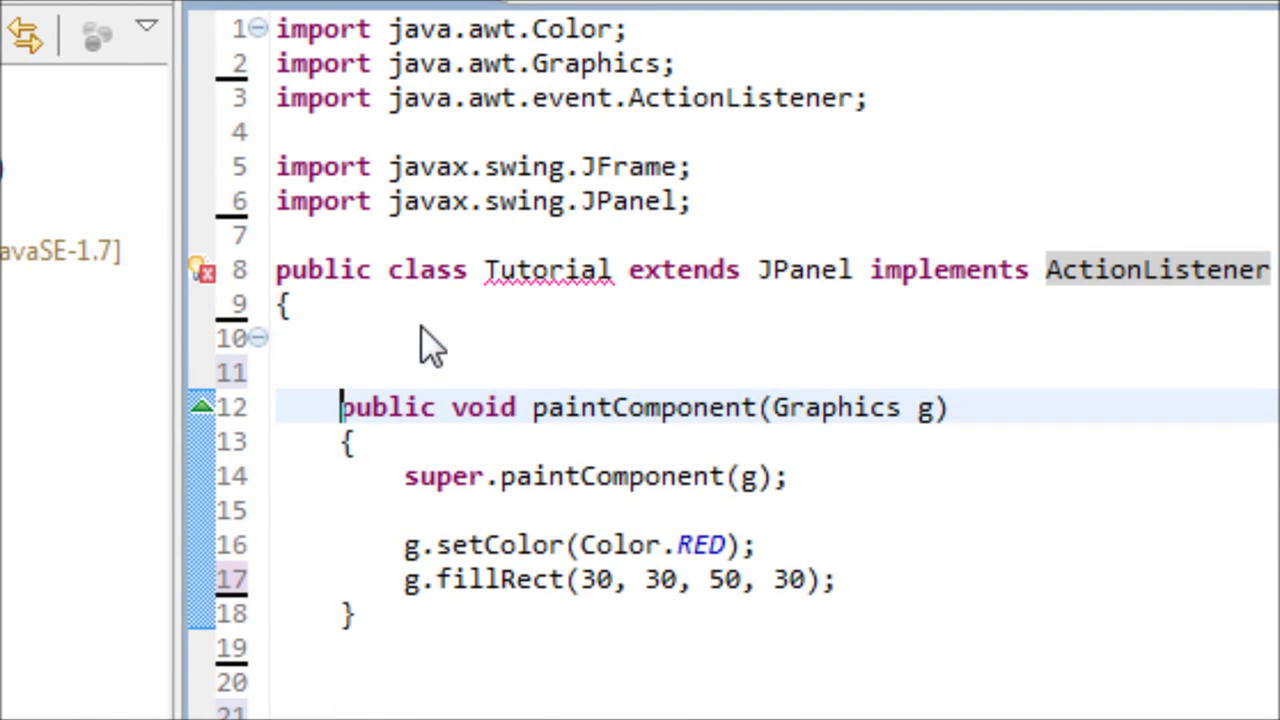 1 import java.awt.Color;
2 import java.awt.Graphics;
3 import java.awt.event.ActionListener;
4
5 import javax.swing.JFrame;
6 import javax.swing.JPanel;
7
avaSE-1.7]
8 public class Tutorial extends JPanel implements ActionListener
9 {
10
11
12 public void paintComponent(Graphics g)
13 {
14 super.paintComponent(g);
15
16 g.setColor(Color.RED);
17 g.fillRect(30, 30, 50, 30);
18 }
19
20
21